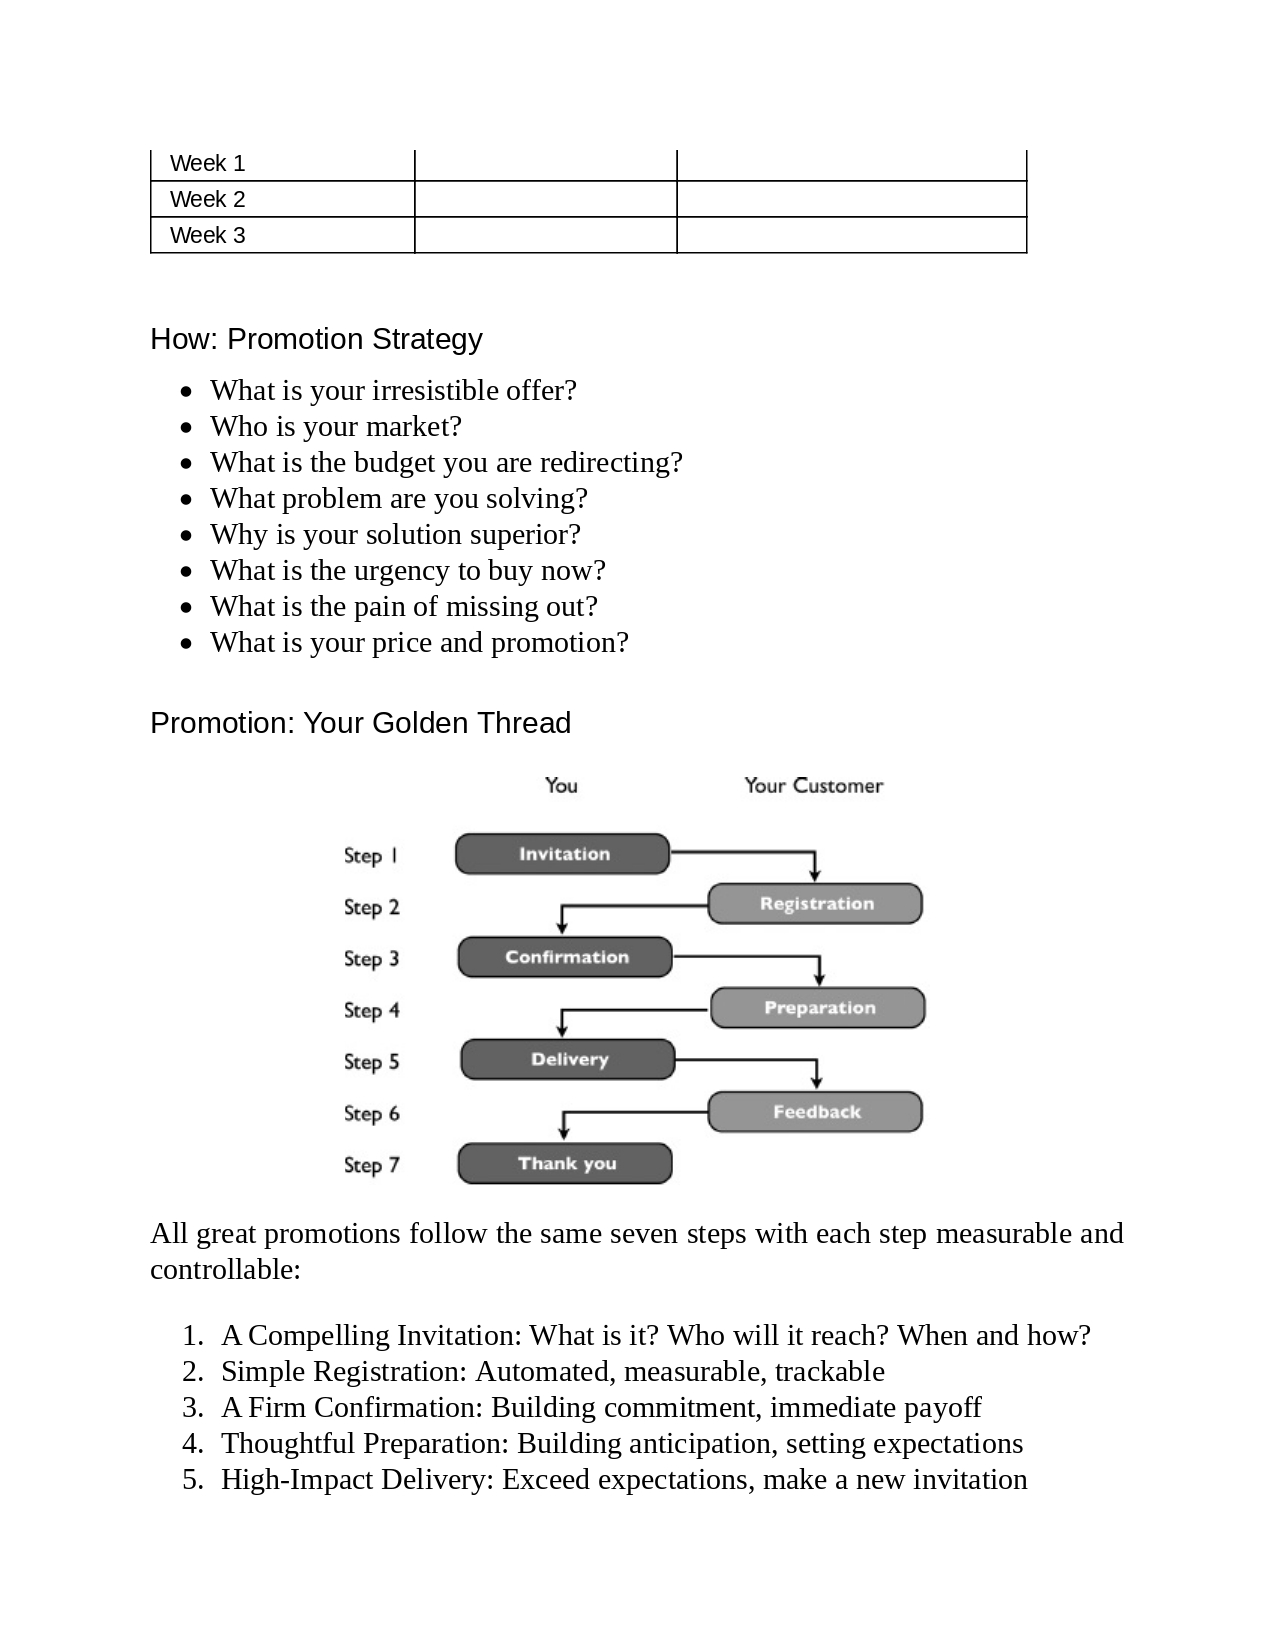 Week 1
Week 2
Week 3
How: Promotion Strategy
• What is your irresistible offer?
• Who is your market?
• What is the budget you are redirecting?
• What problem are you solving?
• Why is your solution superior?
• What is the urgency to buy now?
• What is the pain of missing out?
• What is your price and promotion?
Promotion: Your Golden Thread
You Your Customer
Step 1 Invitation
Step 2 Registration
Step 3 Confirmation
Step 4 Preparation
Step 5 Delivery
Step 6 Feedback
Step 7 Thank you
All great promotions follow the same seven steps with each step measurable and
controllable:
1. A Compelling Invitation: What is it? Who will it reach? When and how?
2. Simple Registration: Automated, measurable, trackable
3. A Firm Confirmation: Building commitment, immediate payoff
4. Thoughtful Preparation: Building anticipation, setting expectations
5. High-Impact Delivery: Exceed expectations, make a new invitation